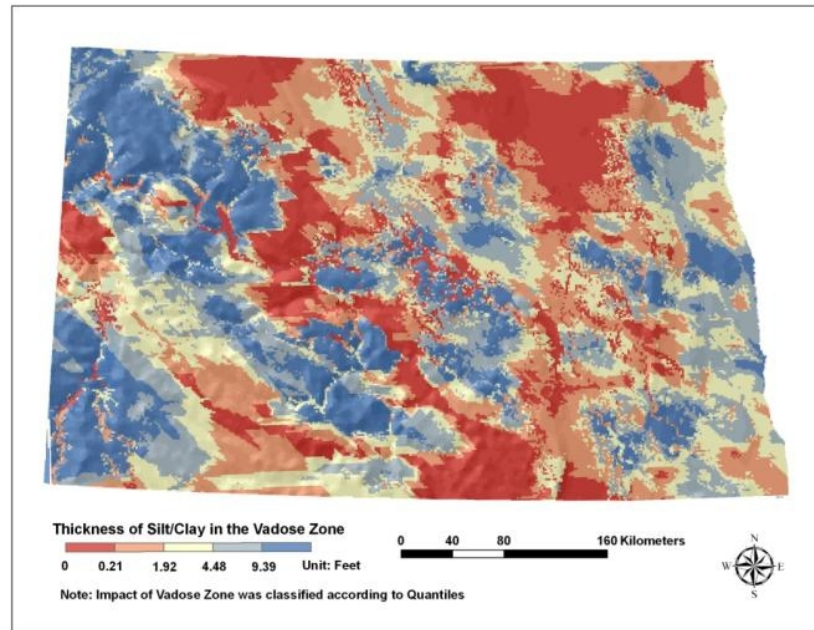 Thickness of Silt/Clay in the Vadose Zone
0 0.21 1.92 4.48 9.39 Unit: Feet
0 40 80 160 Kilometers
Note: Impact of Vadose Zone was classified according to Quantiles
N
W E
S